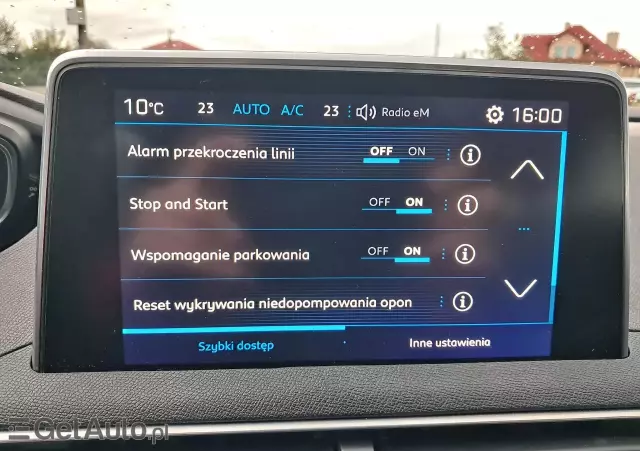 10°C 23 AUTO A/C 23 Radio eM 16:00
Alarm przekroczenia linii OFF ON
Stop and Start OFF ON
Wspomaganie parkowania OFF ON
Reset wykrywania niedopompowania opon
Szybki dostęp Inne ustawienia
GetAuto.pl